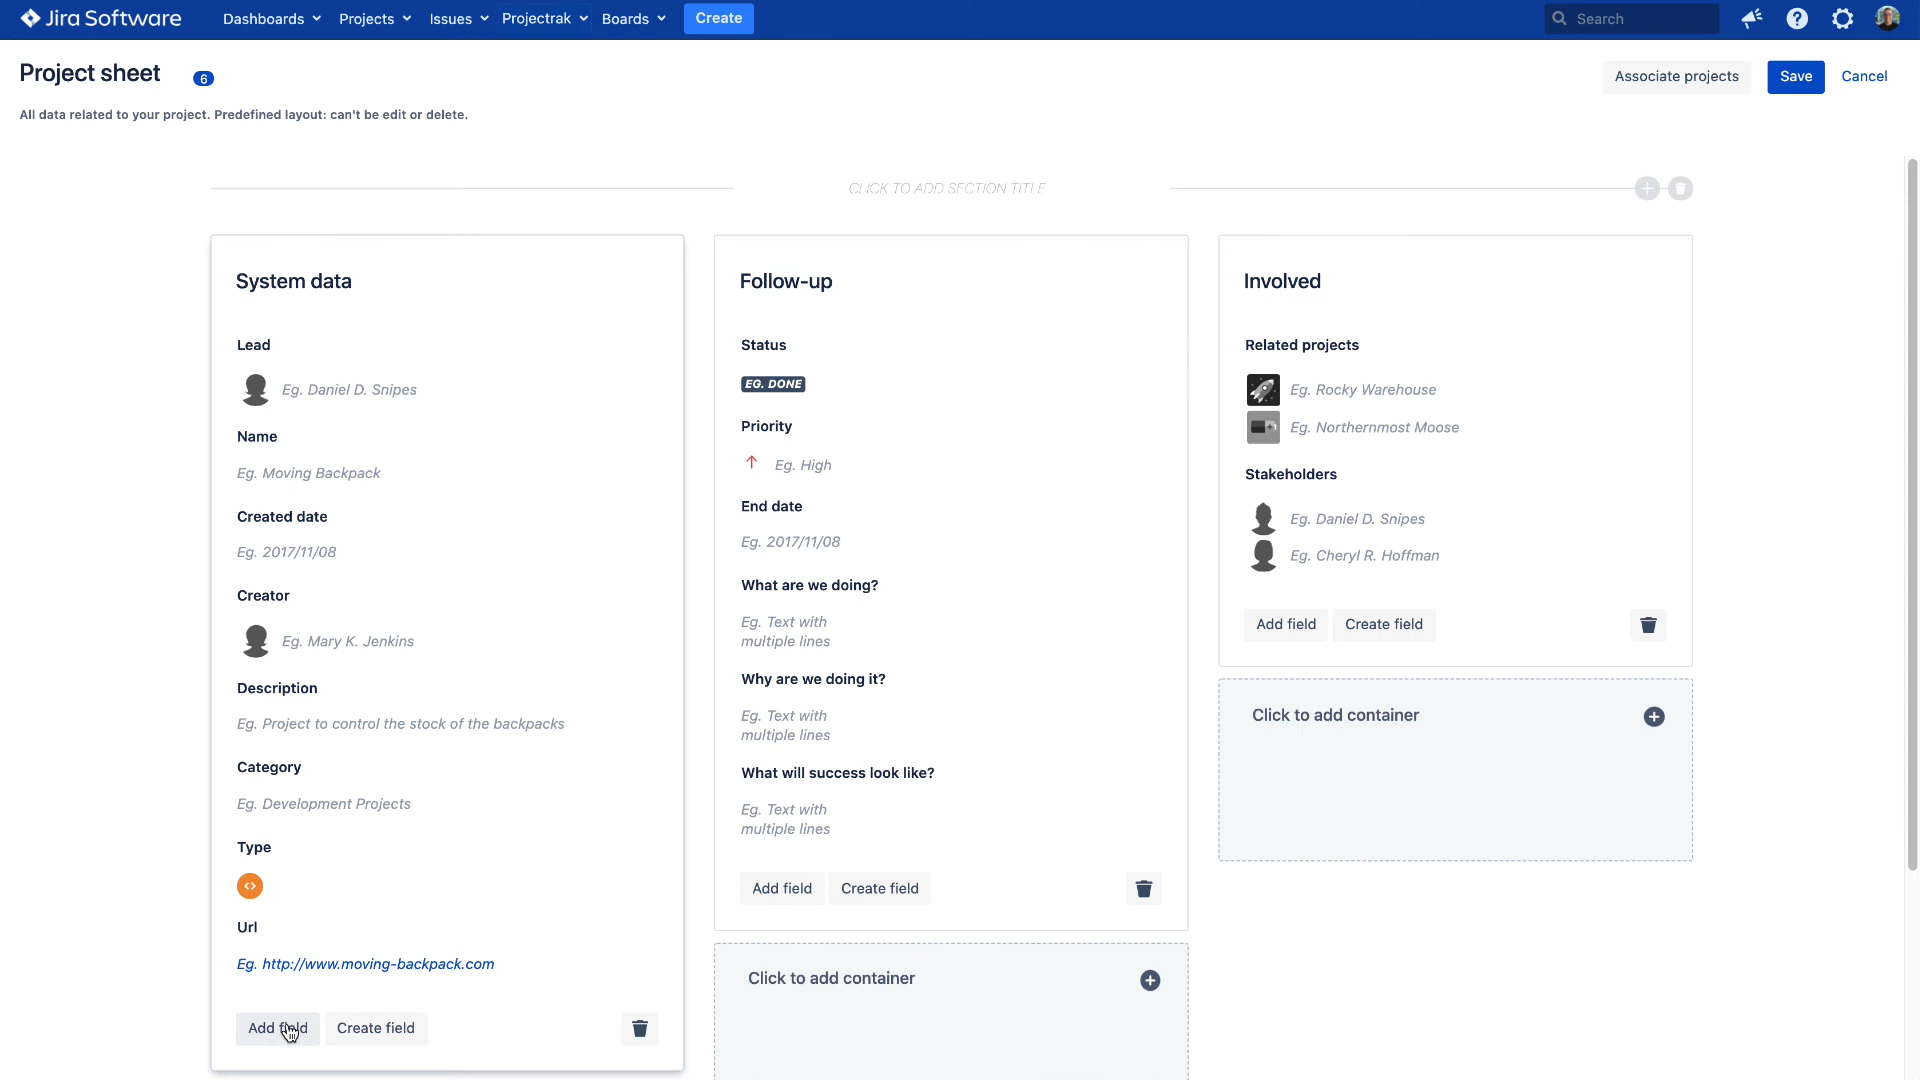 Jira Software
Dashboards
Projects
Issues
Projectrak
Boards
Create
Search
Project sheet
6
Associate projects
Save
Cancel
All data related to your project. Predefined layout: can't be edit or delete.
CLICK TO ADD SECTION TITLE
System data
Lead
Eg. Daniel D. Snipes
Name
Eg. Moving Backpack
Created date
Eg. 2017/11/08
Creator
Eg. Mary K. Jenkins
Description
Eg. Project to control the stock of the backpacks
Category
Eg. Development Projects
Type
Url
Eg. http://www.moving-backpack.com
Add field
Create field
Follow-up
Status
EG. DONE
Priority
Eg. High
End date
Eg. 2017/11/08
What are we doing?
Eg. Text with
multiple lines
Why are we doing it?
Eg. Text with
multiple lines
What will success look like?
Eg. Text with
multiple lines
Add field
Create field
Click to add container
Involved
Related projects
Eg. Rocky Warehouse
Eg. Northernmost Moose
Stakeholders
Eg. Daniel D. Snipes
Eg. Cheryl R. Hoffman
Add field
Create field
Click to add container